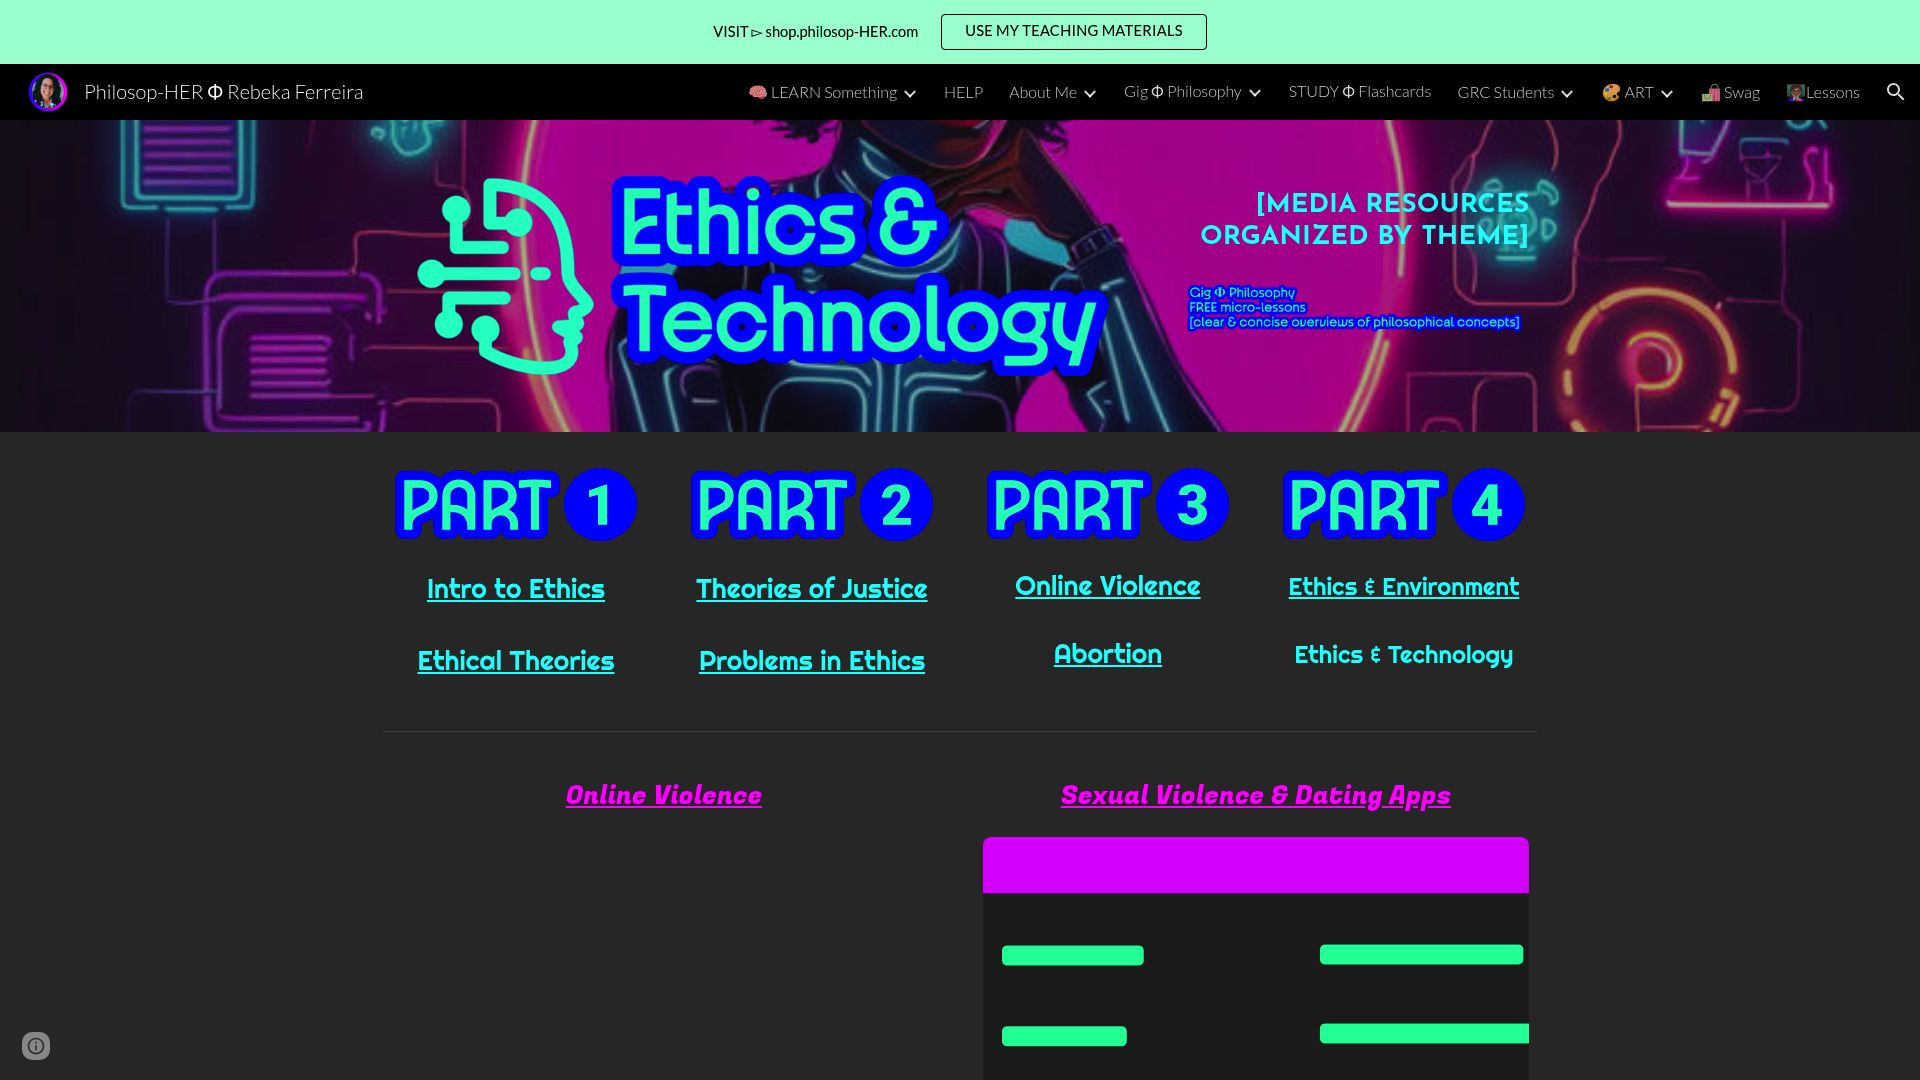 VISIT ▻ shop.philosop-HER.com
USE MY TEACHING MATERIALS
Philosop-HER Φ Rebeka Ferreira
🧠 LEARN Something
HELP
About Me
Gig Φ Philosophy
STUDY Φ Flashcards
GRC Students
🎨 ART
🛍️ Swag
👩🏽‍🏫Lessons
Ethics &
Technology
[MEDIA RESOURCES
ORGANIZED BY THEME]
Gig Φ Philosophy
FREE micro-lessons
[clear & concise overviews of philosophical concepts]
PART 1
PART 2
PART 3
PART 4
Intro to Ethics
Theories of Justice
Online Violence
Ethics & Environment
Ethical Theories
Problems in Ethics
Abortion
Ethics & Technology
Online Violence
Sexual Violence & Dating Apps